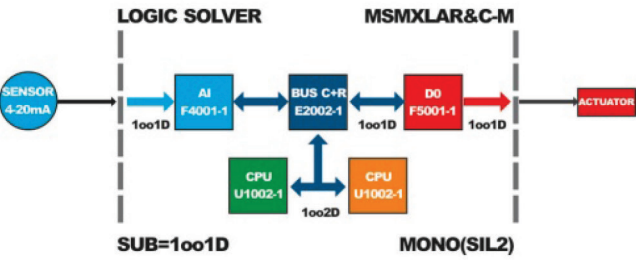 LOGIC SOLVER
MSMXLAR&C-M
SENSOR
4-20mA
AI
F4001-1
BUS C+R
E2002-1
D0
F5001-1
ACTUATOR
1oo1D
1oo1D
1oo1D
CPU
U1002-1
CPU
U1002-1
1oo2D
SUB=1oo1D
MONO(SIL2)